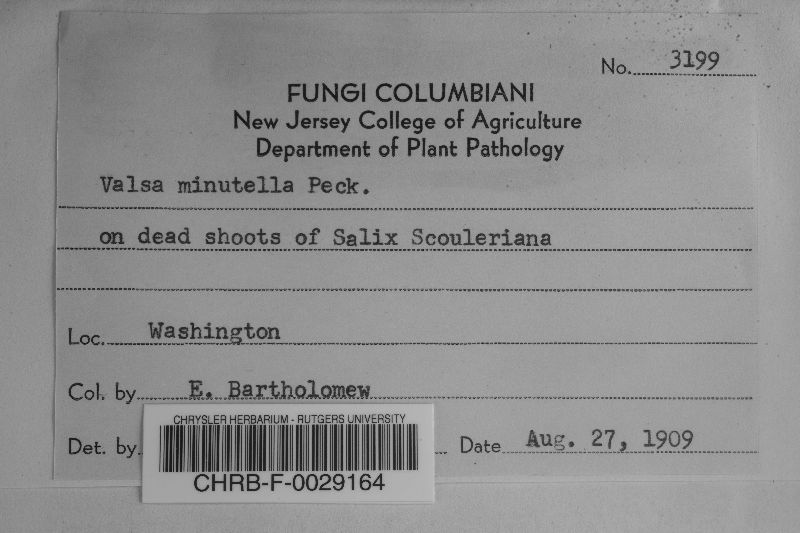 No. 3199
FUNGI COLUMBIANI
New Jersey College of Agriculture
Department of Plant Pathology
Valsa minutella Peck.
on dead shoots of Salix Scouleriana
Loc. Washington
Col. by E. Bartholomew
Det. by
Date Aug. 27, 1909
CHRYSLER HERBARIUM - RUTGERS UNIVERSITY
CHRB-F-0029164